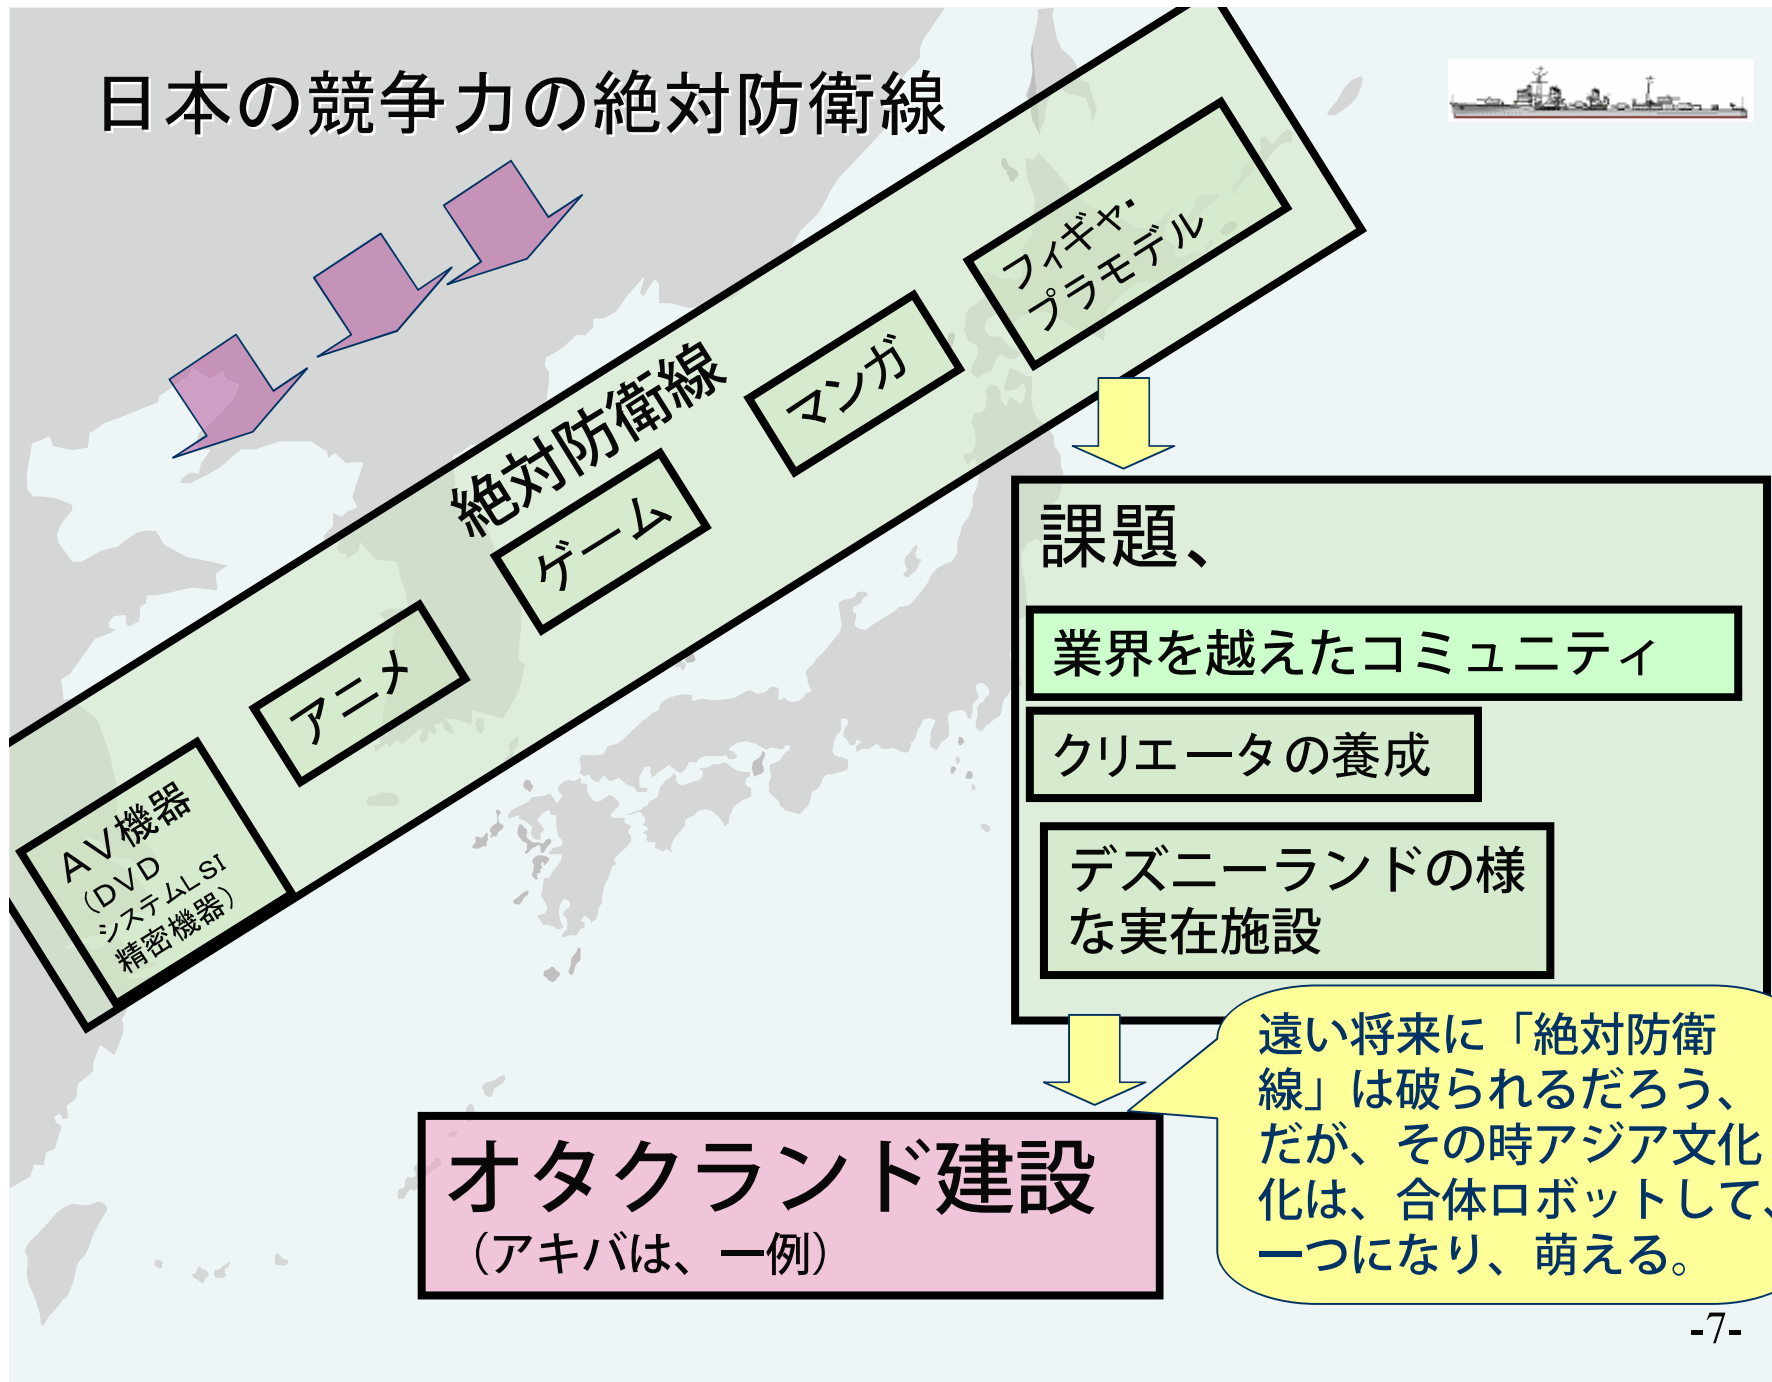 日本の競争力の絶対防衛線
絶対防衛線
フィギャ・
プラモデル
マンガ
ゲーム
アニメ
AV機器
（DVD
システムLSI
精密機器）
課題、
業界を越えたコミュニティ
クリエータの養成
デズニーランドの様
な実在施設
オタクランド建設
（アキバは、一例）
遠い将来に「絶対防衛
線」は破られるだろう、
だが、その時アジア文化
化は、合体ロボットして、
一つになり、萌える。
-7-